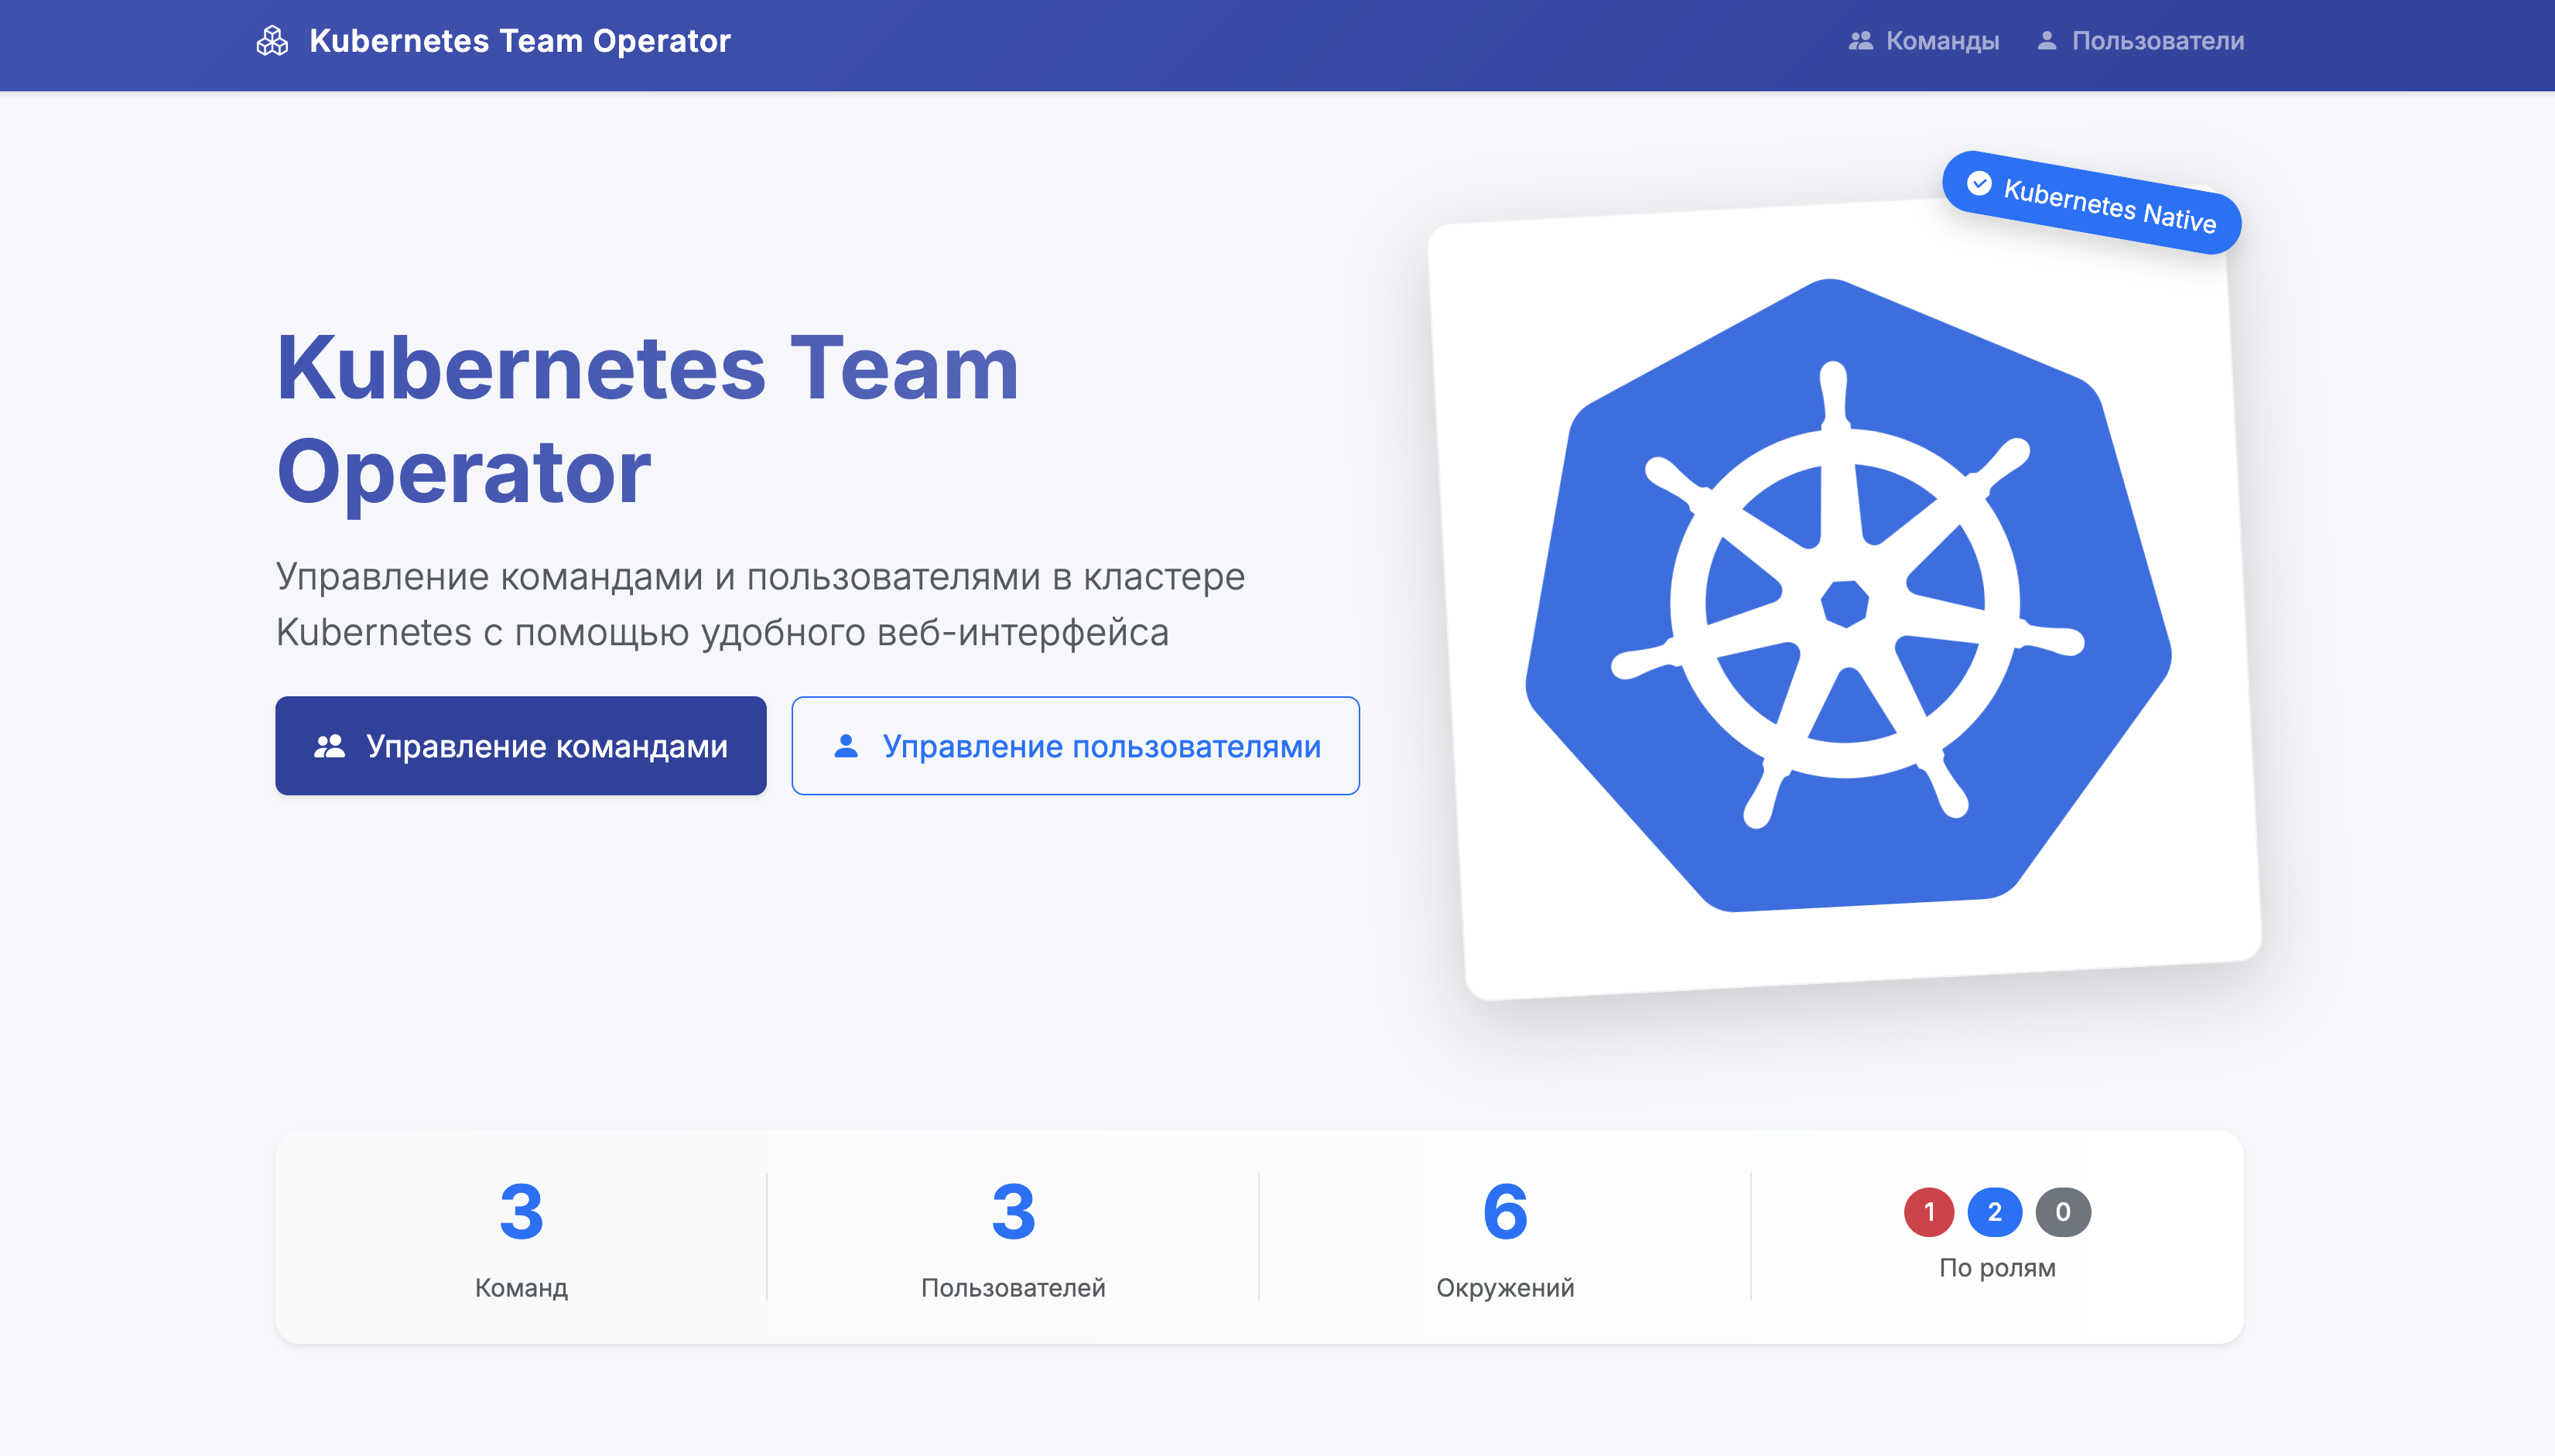 Kubernetes Team Operator
Команды
Пользователи
Kubernetes Native
Kubernetes Team
Operator
Управление командами и пользователями в кластере
Kubernetes с помощью удобного веб-интерфейса
Управление командами
Управление пользователями
3
Команд
3
Пользователей
6
Окружений
1 2 0
По ролям